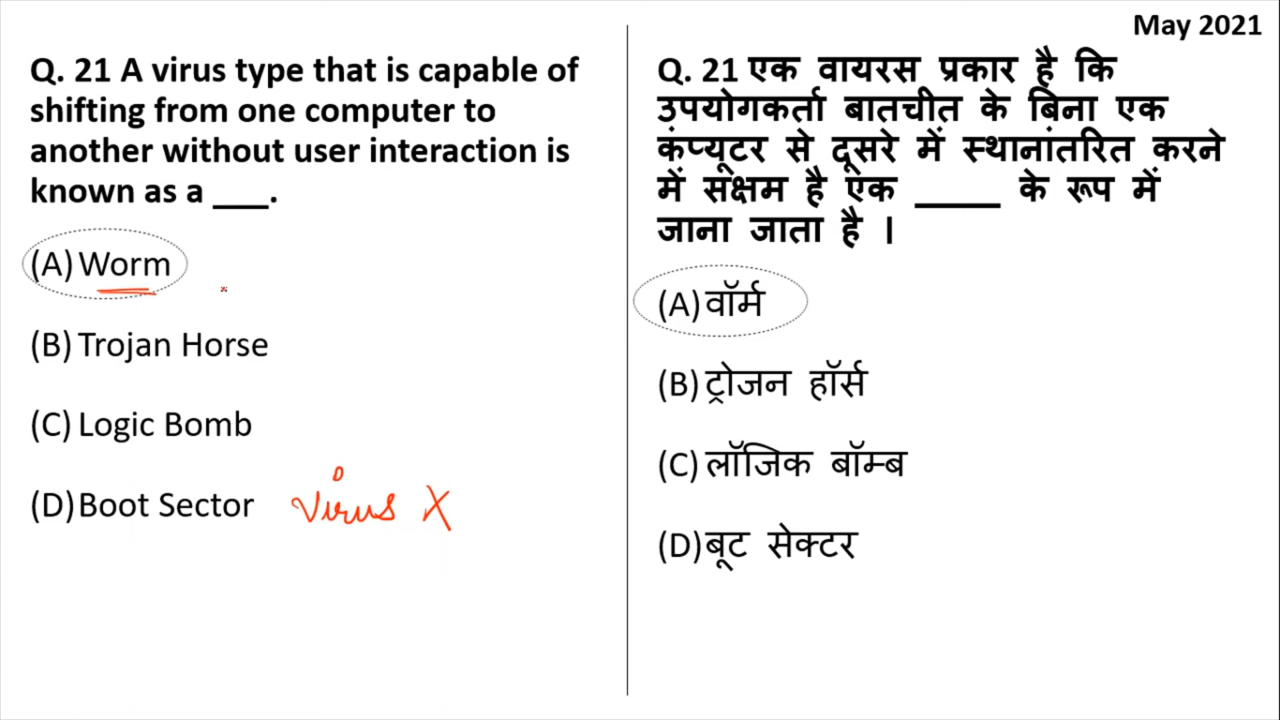 May 2021
Q. 21 A virus type that is capable of
shifting from one computer to
another without user interaction is
known as a ___.
(A) Worm
(B) Trojan Horse
(C) Logic Bomb
(D) Boot Sector virus X
Q. 21 एक वायरस प्रकार है कि
उपयोगकर्ता बातचीत के बिना एक
कंप्यूटर से दूसरे में स्थानांतरित करने
में सक्षम है एक _____ के रूप में
जाना जाता है ।
(A) वॉर्म
(B) ट्रोजन हॉर्स
(C) लॉजिक बॉम्ब
(D) बूट सेक्टर